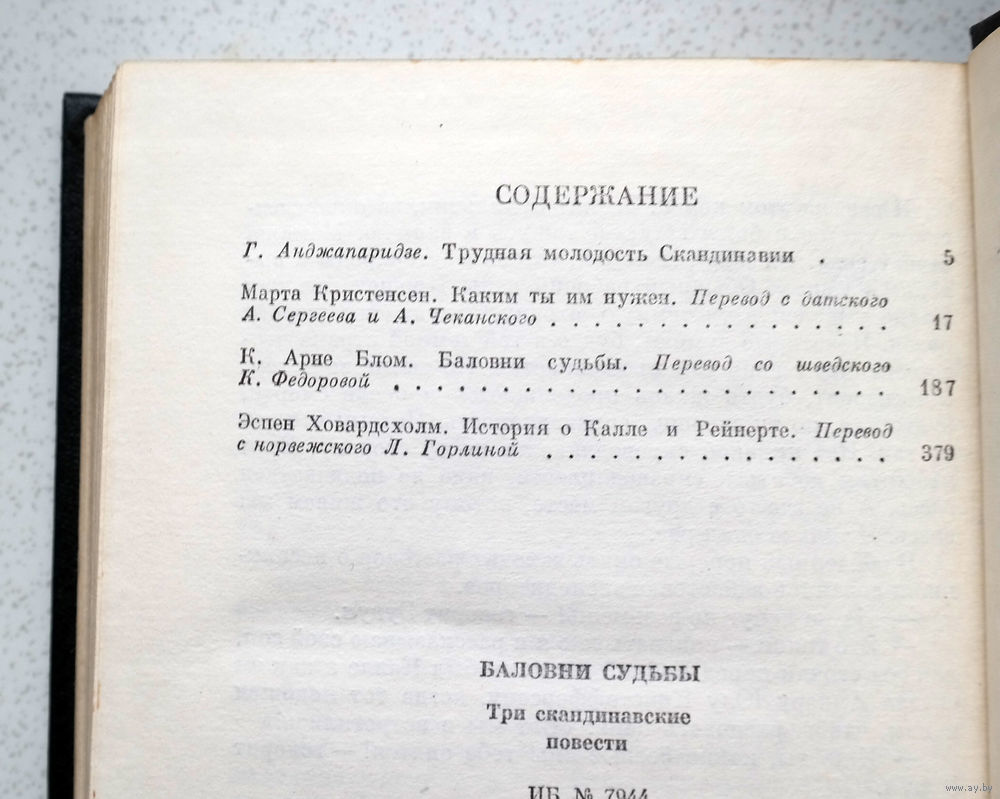 СОДЕРЖАНИЕ
Г. Анджапаридзе. Трудная молодость Скандинавии . 5
Марта Кристенсен. Каким ты им нужен. Перевод с датского
А. Сергеева и А. Чеканского . . . . . . . . . . . . . . . . 17
К. Арне Блом. Баловни судьбы. Перевод со шведского
К. Федоровой . . . . . . . . . . . . . . . . . . . . . . . 187
Эспен Ховардсхолм. История о Калле и Рейнерте. Перевод
с норвежского Л. Горлиной . . . . . . . . . . . . . . . . 379
БАЛОВНИ СУДЬБЫ
Три скандинавские
повести
ИБ № 7944
www.ay.by